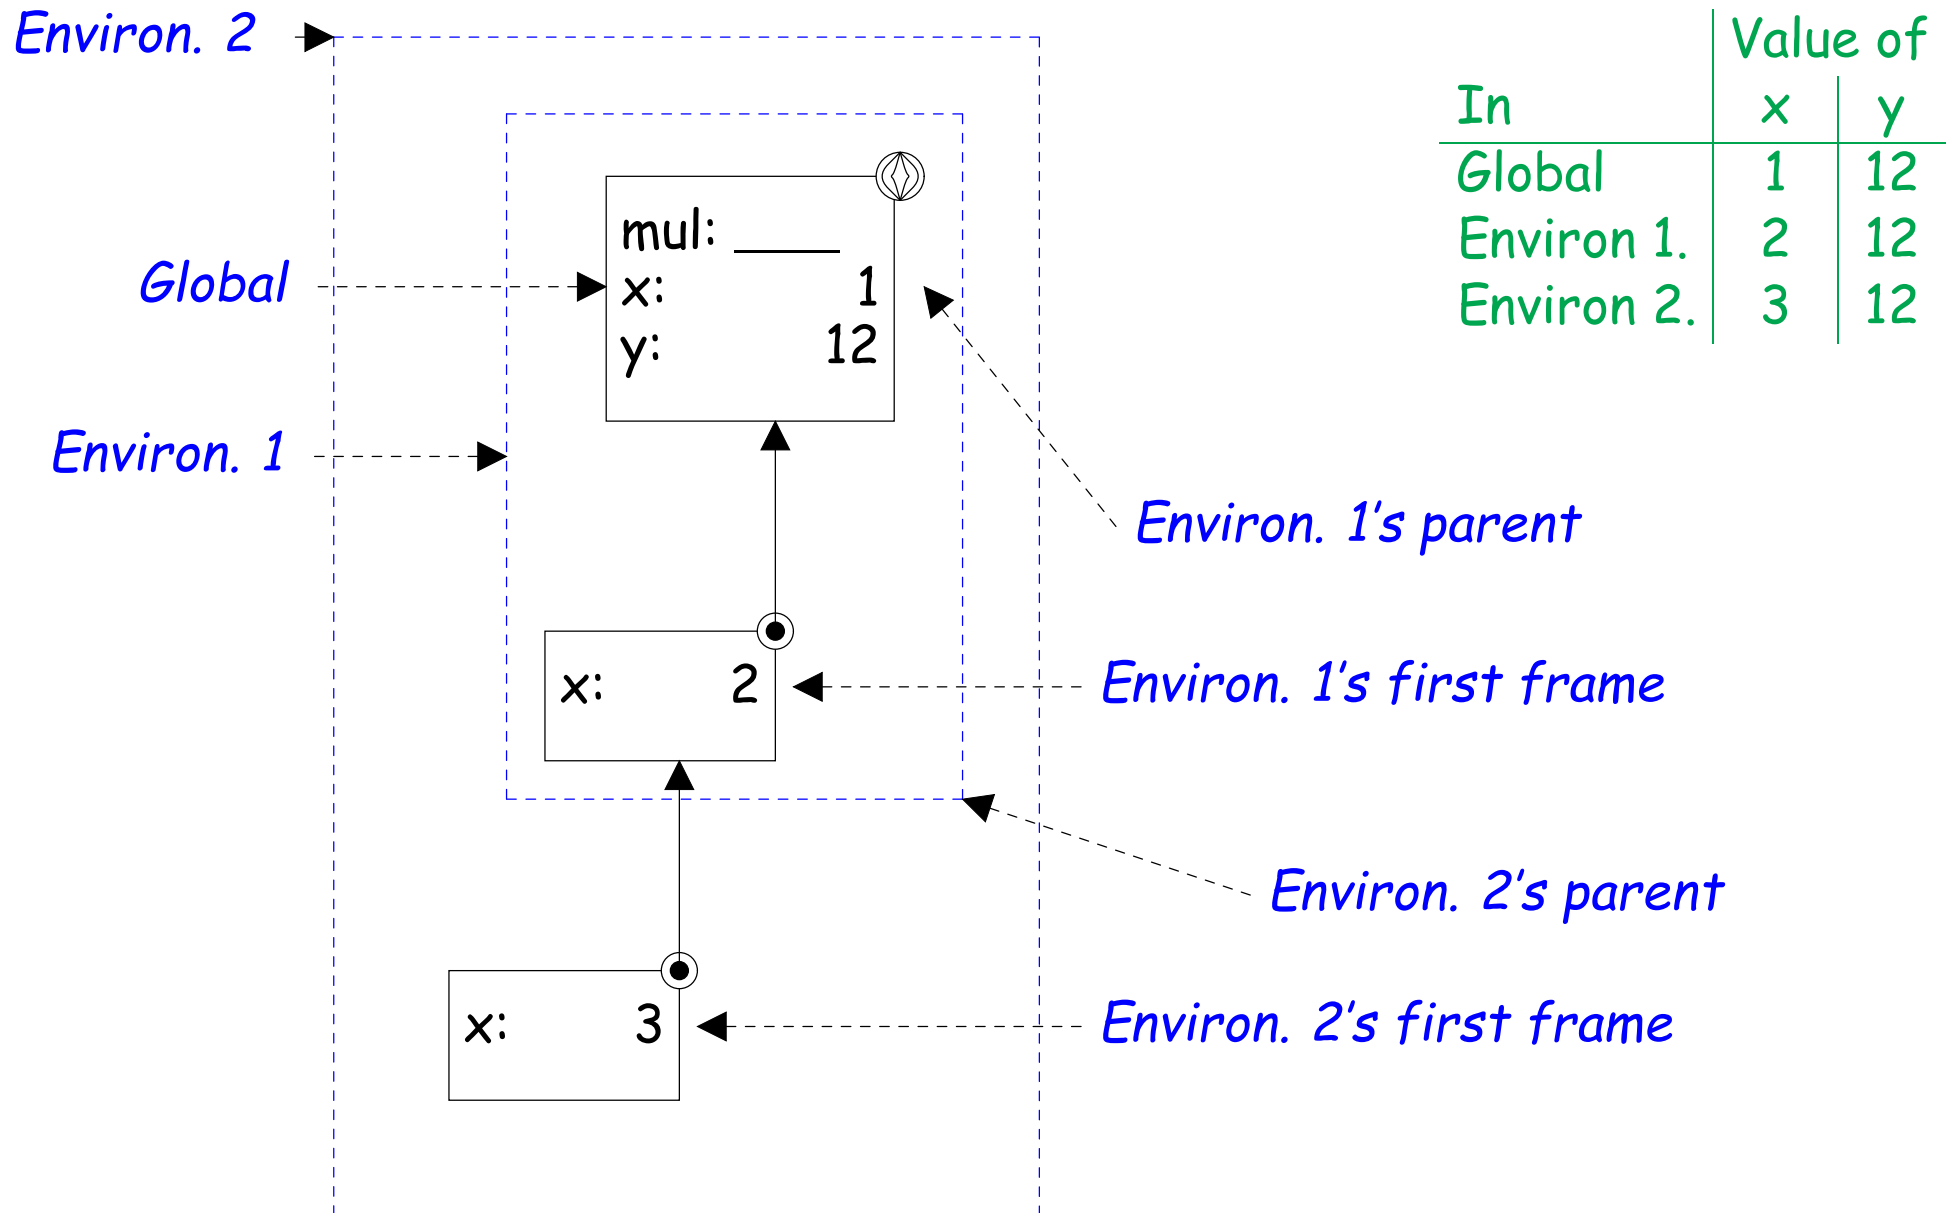 Environ. 2
Value of
In x y
Global 1 12
Environ 1. 2 12
Environ 2. 3 12
mul: ____
x: 1
y: 12
Global
Environ. 1
Environ. 1's parent
x: 2
Environ. 1's first frame
Environ. 2's parent
x: 3
Environ. 2's first frame